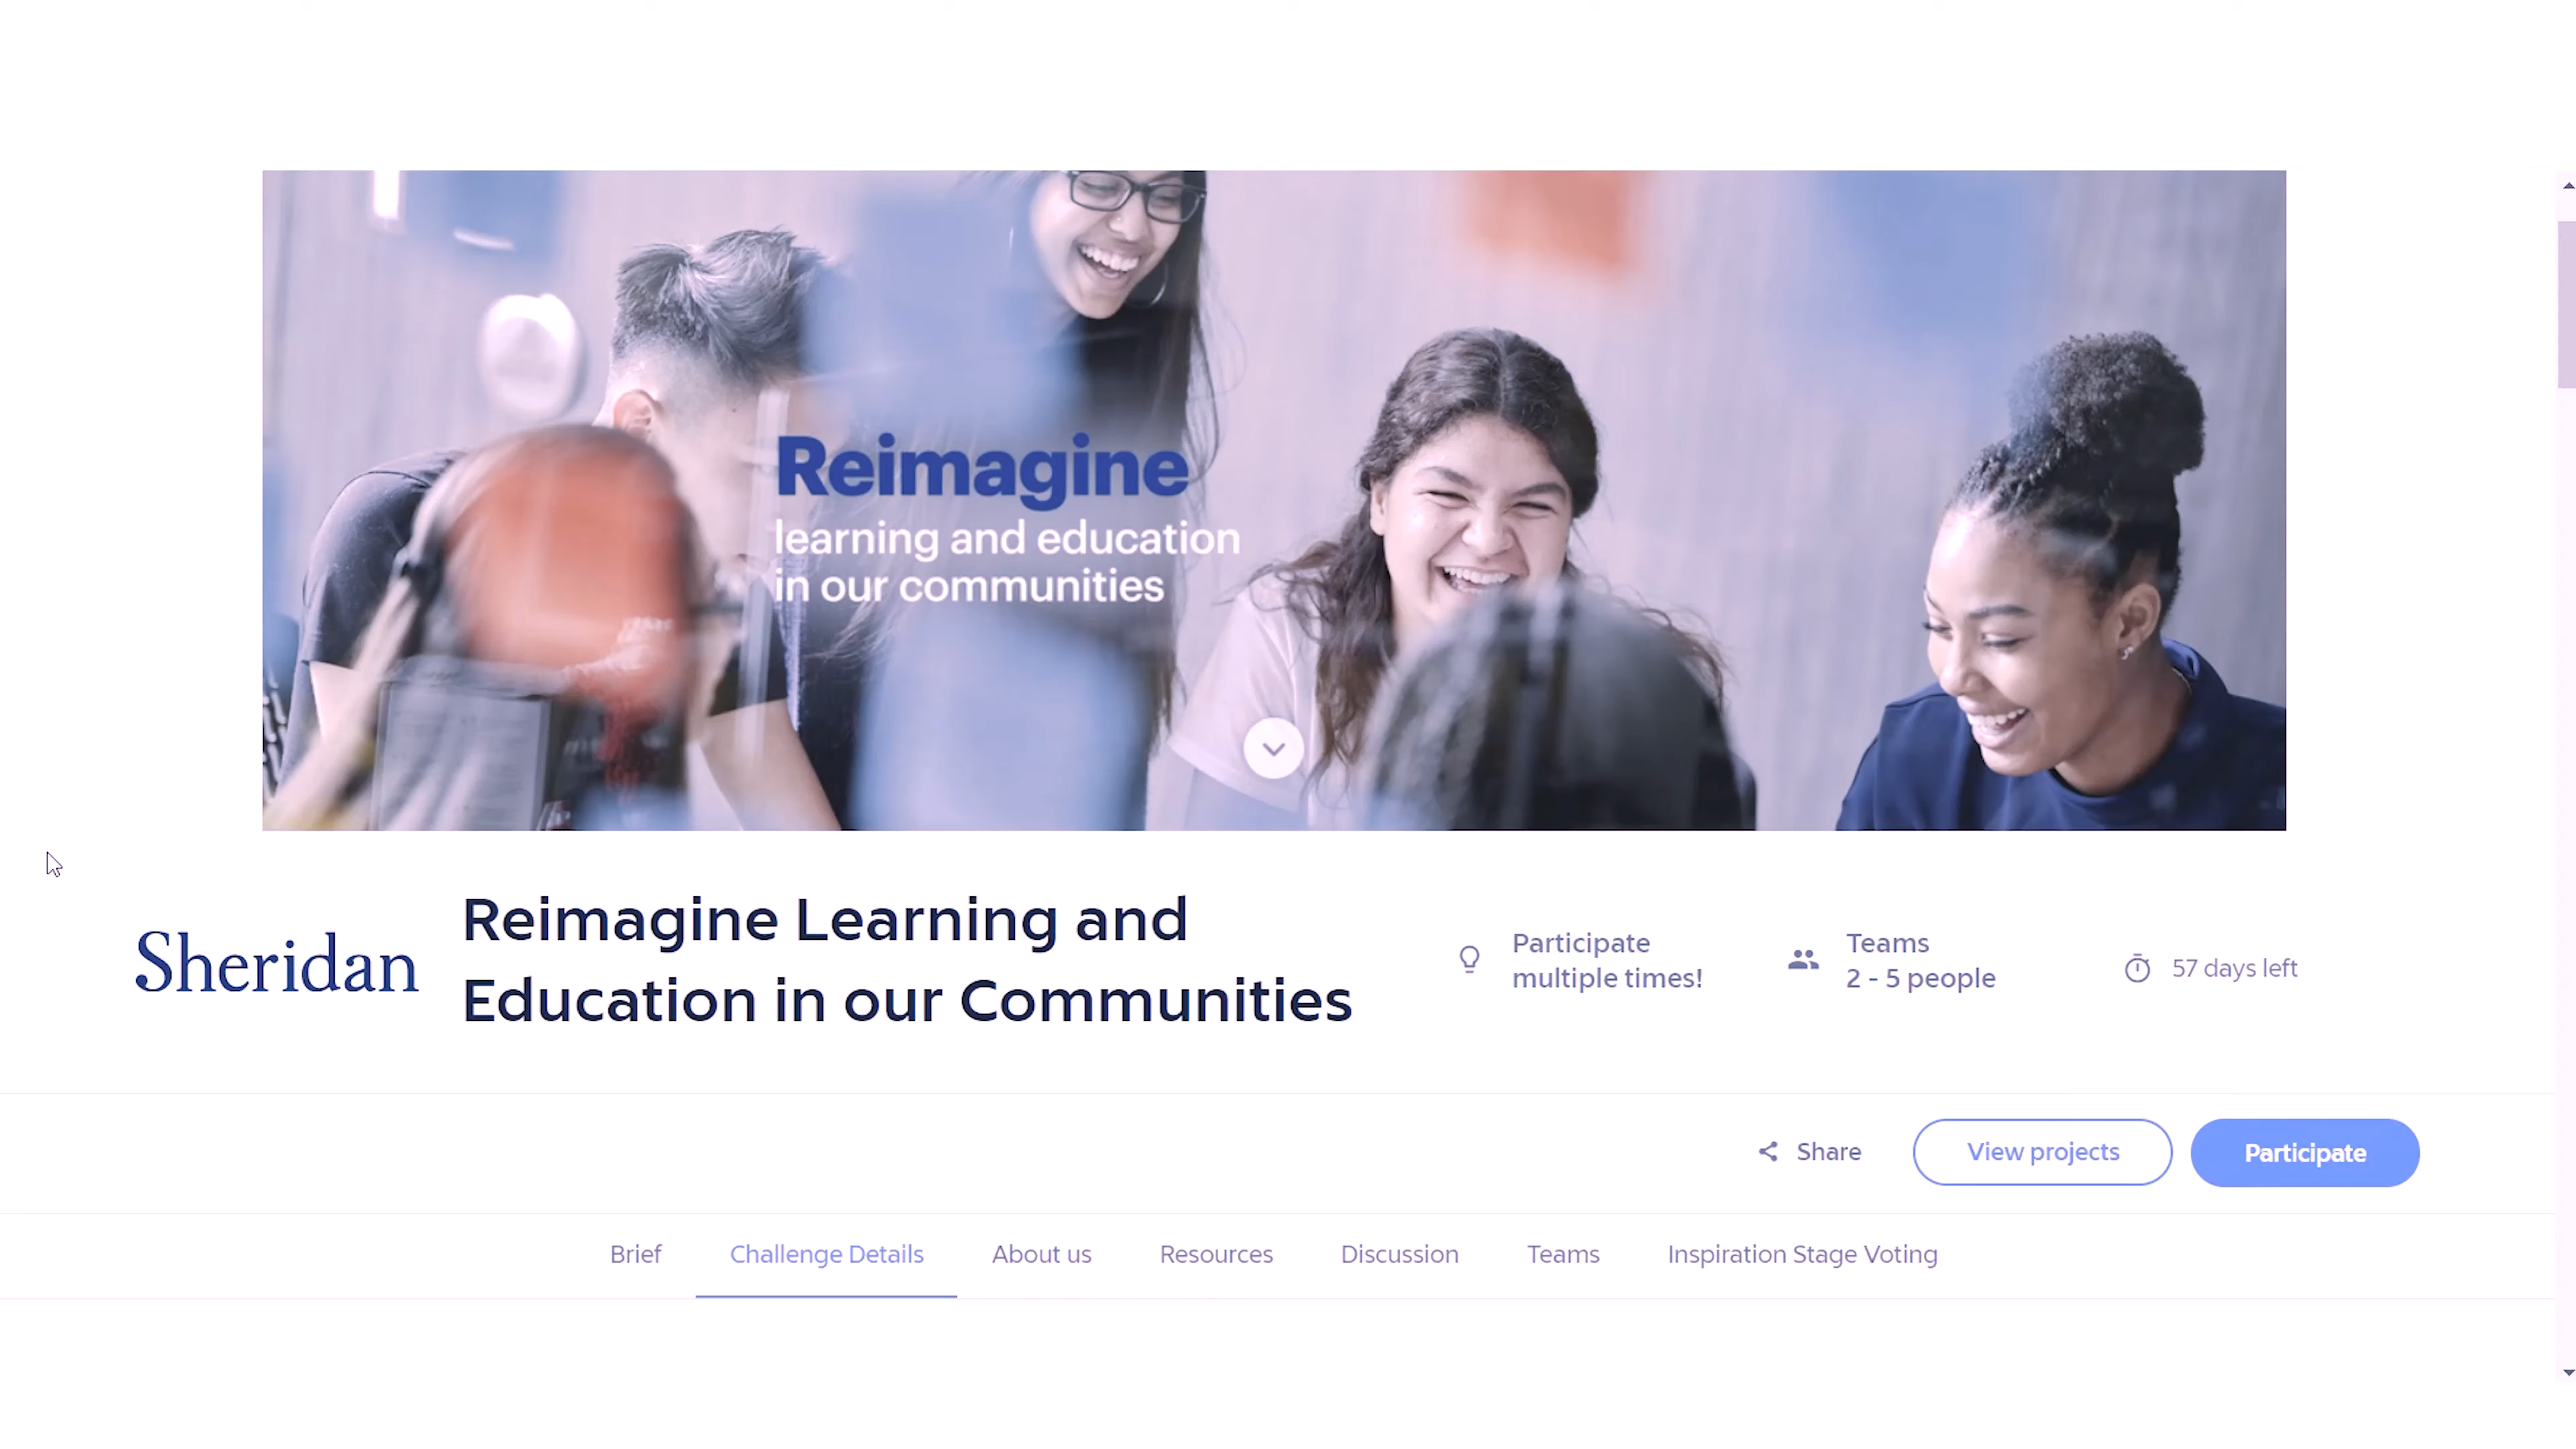 Reimagine
learning and education
in our communities
Sheridan
Reimagine Learning and
Education in our Communities
Participate
multiple times!
Teams
2 - 5 people
57 days left
Share
View projects
Participate
Brief
Challenge Details
About us
Resources
Discussion
Teams
Inspiration Stage Voting